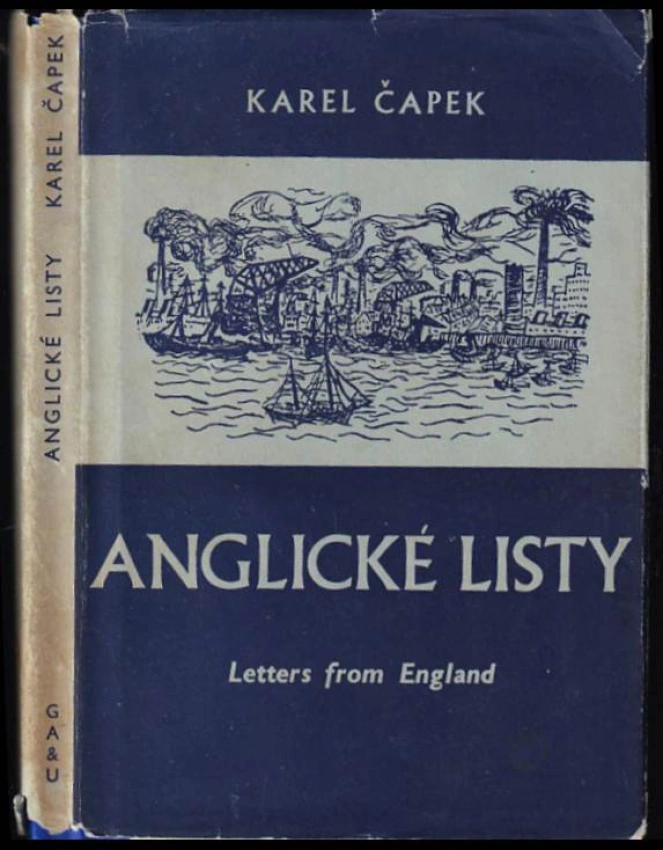 KAREL ČAPEK
ANGLICKÉ LISTY
Letters from England
ANGLICKÉ LISTY KAREL ČAPEK
G
A
&
U